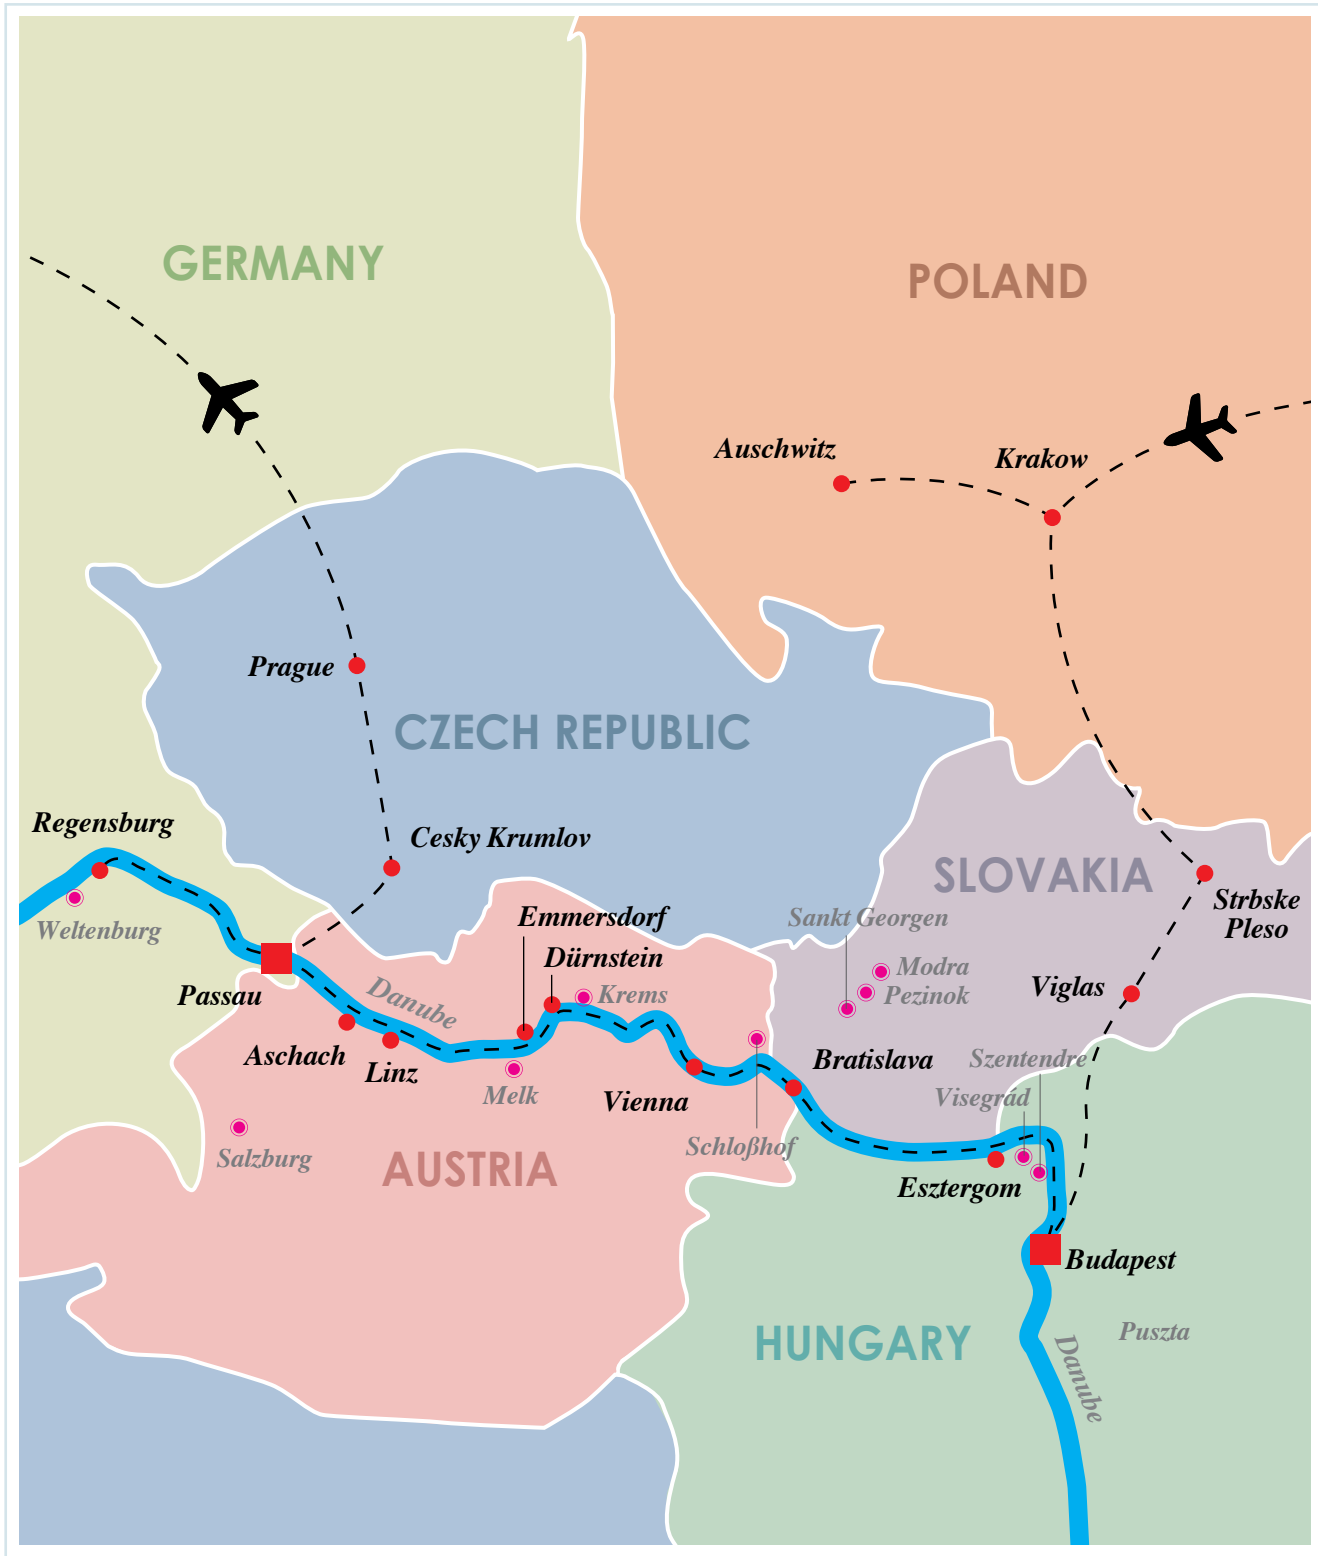 GERMANY
POLAND
Auschwitz
Krakow
Prague
CZECH REPUBLIC
Regensburg
Cesky Krumlov
SLOVAKIA
Strbske
Pleso
Weltenburg
Emmersdorf
Sankt Georgen
Dürnstein
Modra
Passau
Danube
Krems
Pezinok
Viglas
Aschach
Linz
Bratislava
Szentendre
Melk
Vienna
Visegrád
Salzburg
AUSTRIA
Schloßhof
Esztergom
Budapest
HUNGARY
Puszta
Danube